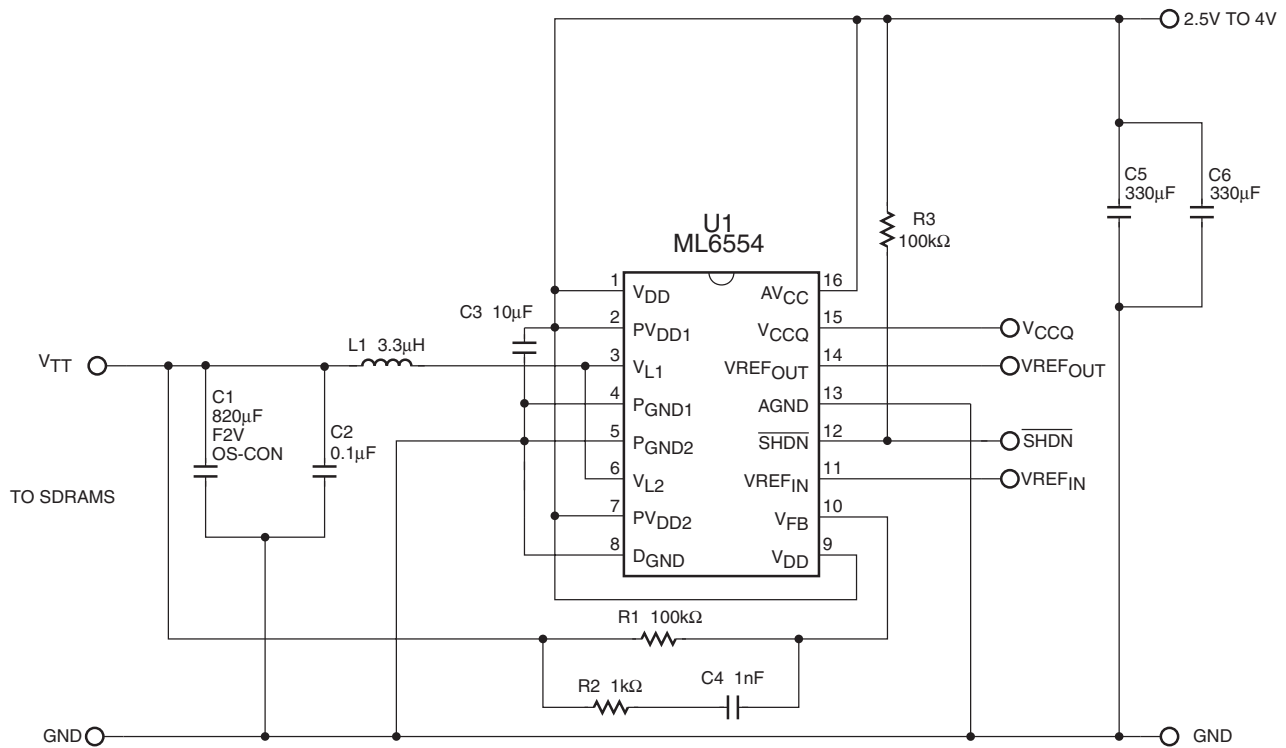 2.5V TO 4V
C5
330µF
C6
330µF
R3
100kΩ
U1
ML6554
1
VDD
AVCC
16
C3 10µF
2
PVDD1
VCCQ
15
VCCQ
VTT
L1 3.3µH
3
VL1
VREFOUT
14
VREFOUT
C1
820µF
F2V
OS-CON
C2
0.1µF
4
PGND1
AGND
13
5
PGND2
SHDN
12
SHDN
6
VL2
VREFIN
11
VREFIN
TO SDRAMS
7
PVDD2
VFB
10
8
DGND
VDD
9
R1 100kΩ
R2 1kΩ
C4 1nF
GND
GND